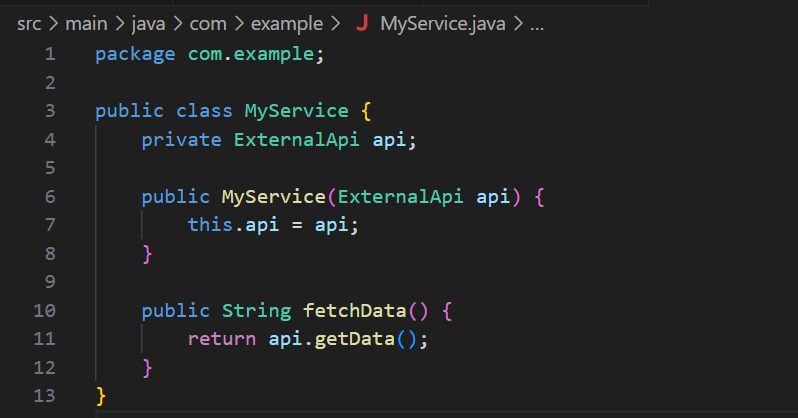 src > main > java > com > example > J MyService.java > ...
1 package com.example;
2
3 public class MyService {
4     private ExternalApi api;
5
6     public MyService(ExternalApi api) {
7         this.api = api;
8     }
9
10     public String fetchData() {
11         return api.getData();
12     }
13 }